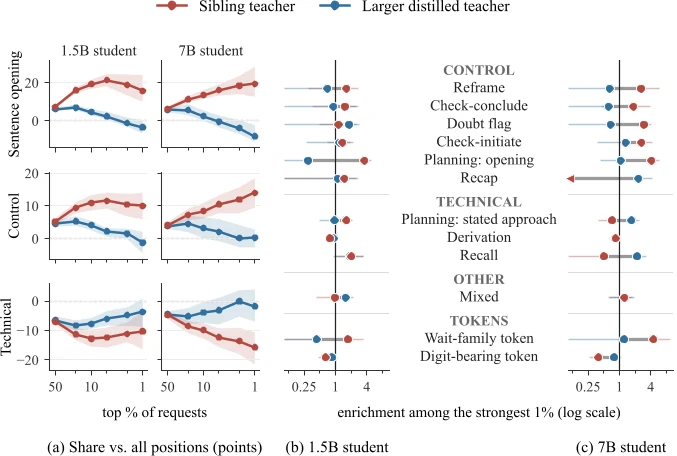 Sibling teacher Larger distilled teacher
1.5B student 7B student
Sentence opening
20
0
Control
20
10
0
Technical
0
−10
−20
50 10 1 50 10 1
top % of requests
(a) Share vs. all positions (points)
CONTROL
Reframe
Check-conclude
Doubt flag
Check-initiate
Planning: opening
Recap
TECHNICAL
Planning: stated approach
Derivation
Recall
OTHER
Mixed
TOKENS
Wait-family token
Digit-bearing token
0.25 1 4 0.25 1 4
enrichment among the strongest 1% (log scale)
(b) 1.5B student (c) 7B student